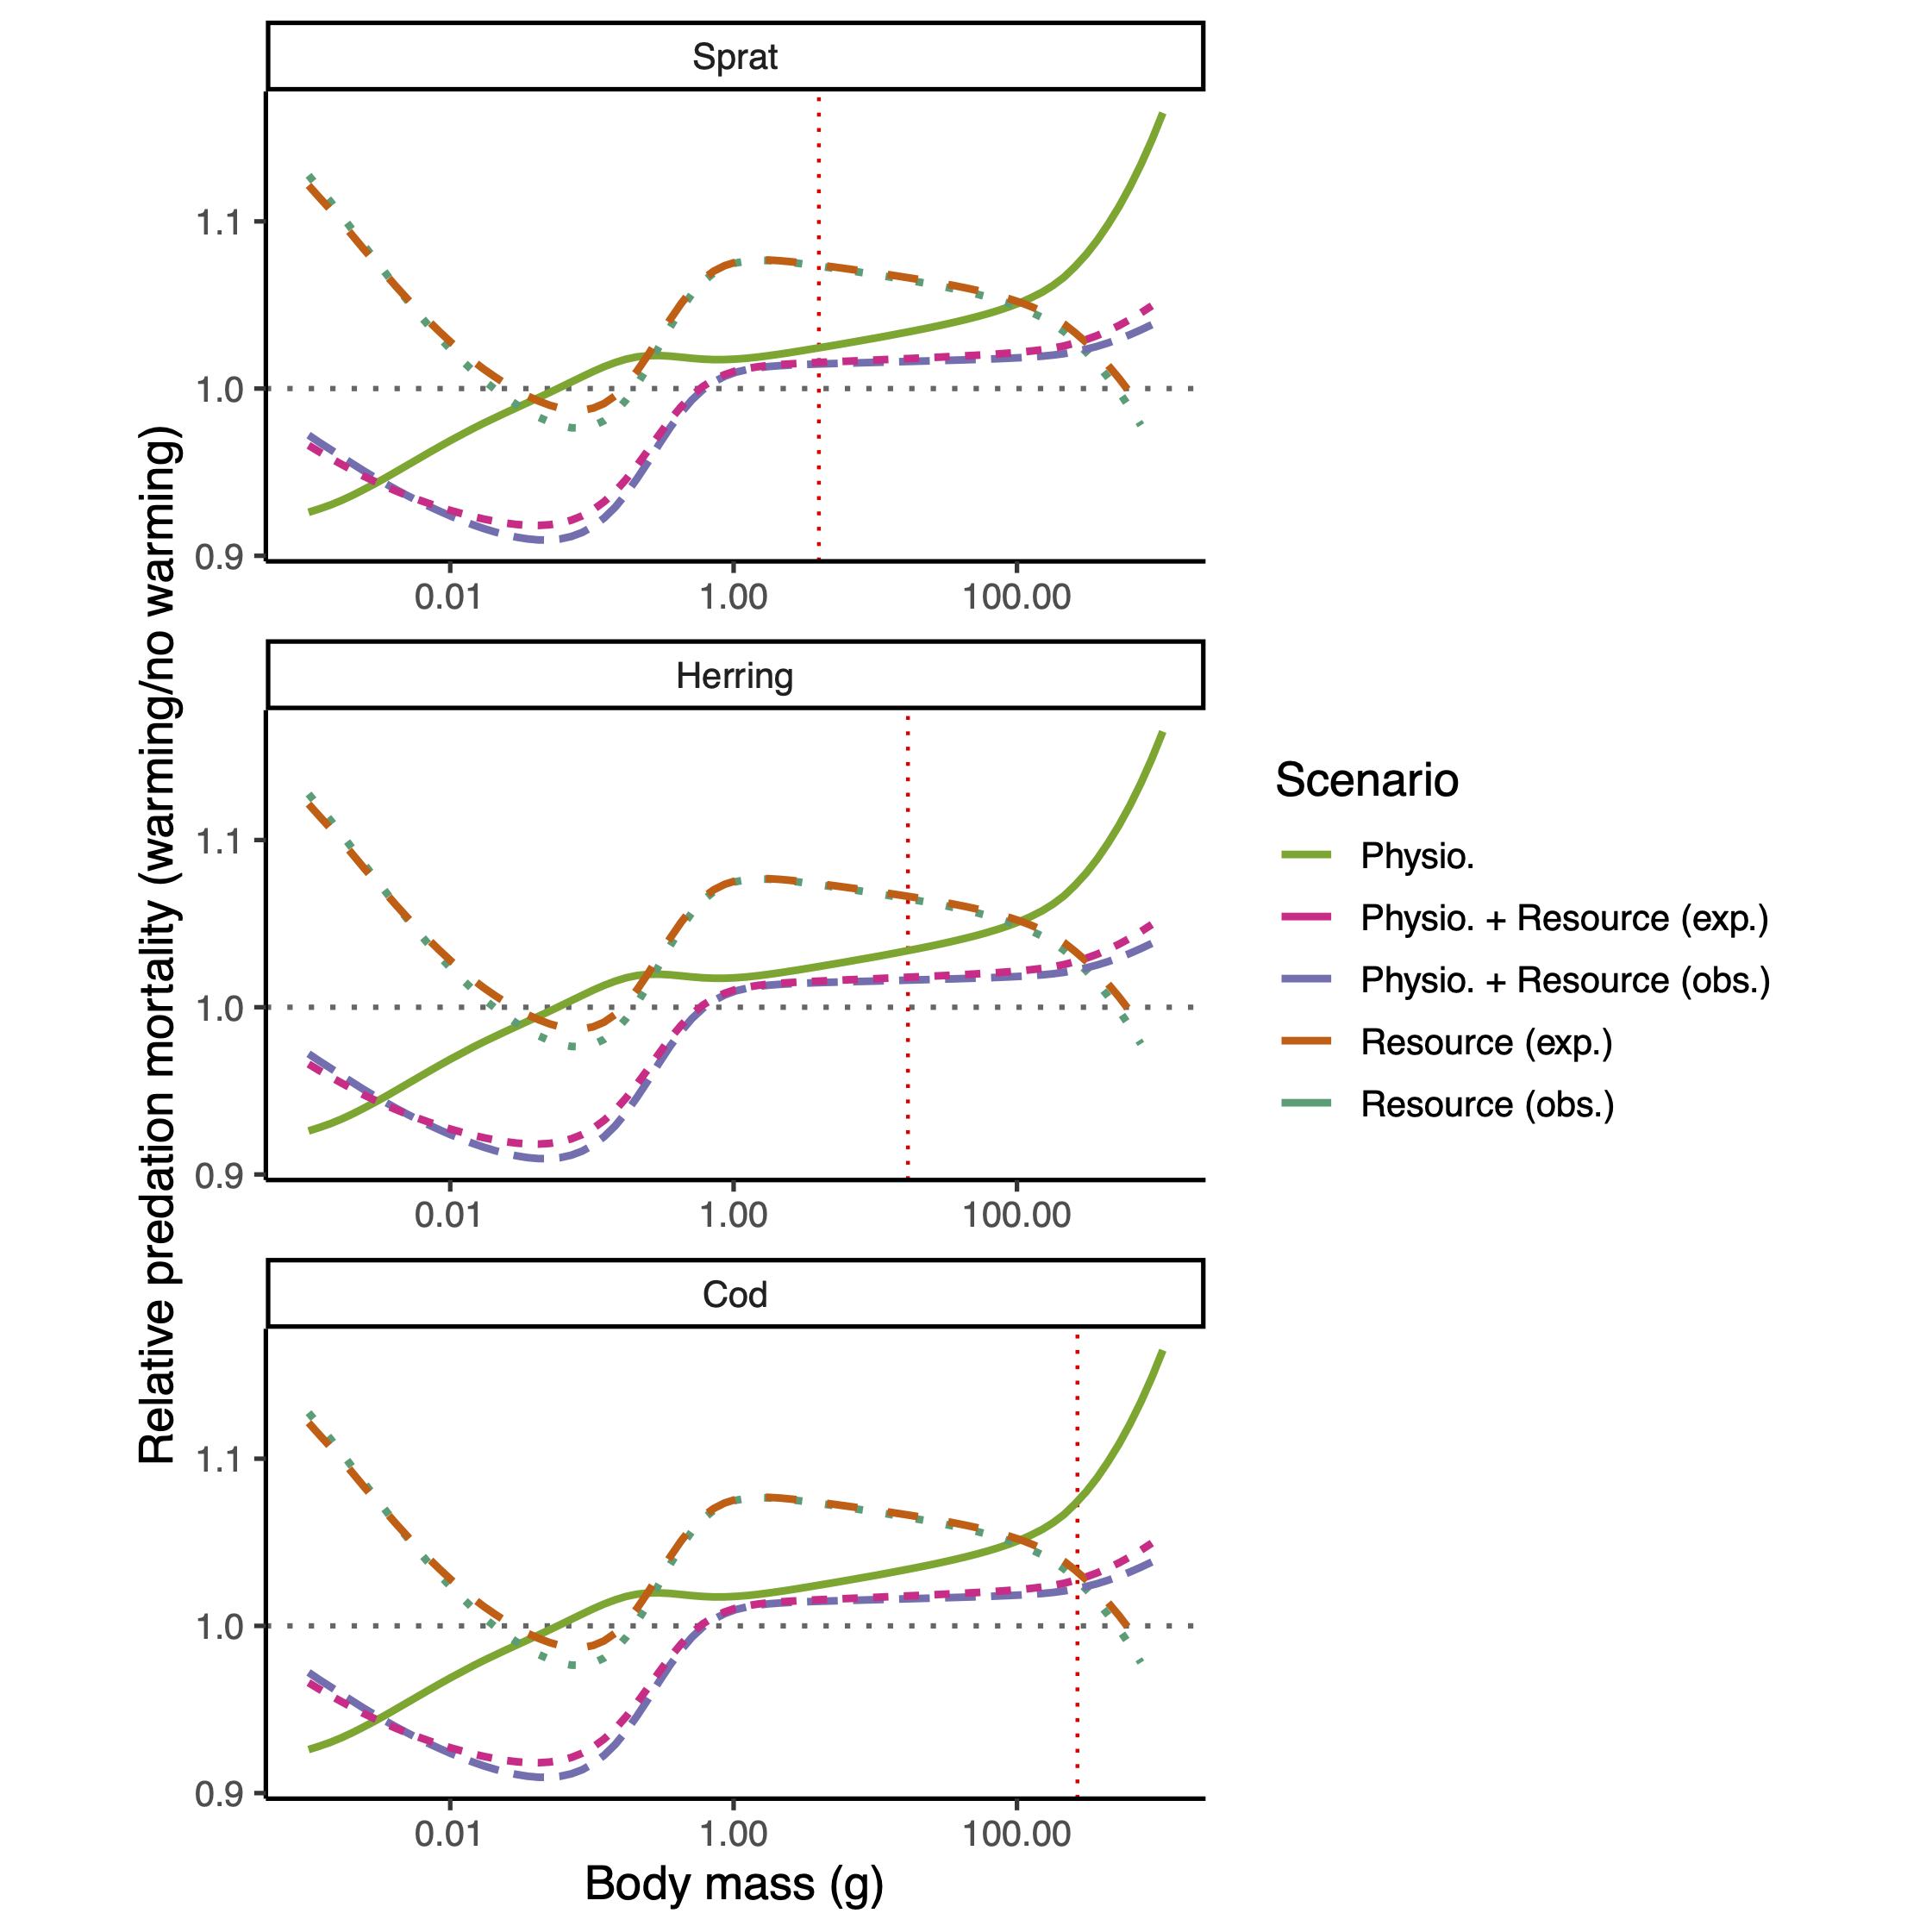 Sprat
1.1
1.0
0.9
0.01
1.00
100.00
Herring
1.1
1.0
0.9
0.01
1.00
100.00
Cod
1.1
1.0
0.9
0.01
1.00
100.00
Body mass (g)
Relative predation mortality (warming/no warming)
Scenario
Physio.
Physio. + Resource (exp.)
Physio. + Resource (obs.)
Resource (exp.)
Resource (obs.)